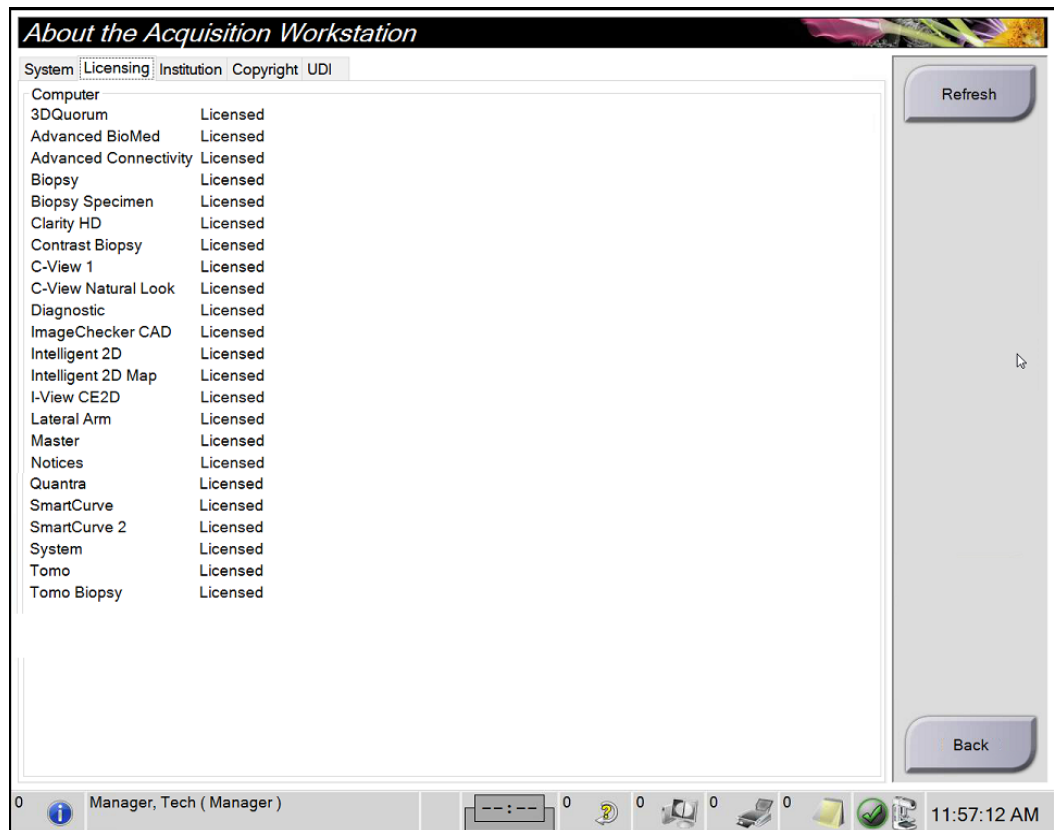 About the Acquisition Workstation
System Licensing Institution Copyright UDI
Computer
3DQuorum Licensed
Advanced BioMed Licensed
Advanced Connectivity Licensed
Biopsy Licensed
Biopsy Specimen Licensed
Clarity HD Licensed
Contrast Biopsy Licensed
C-View 1 Licensed
C-View Natural Look Licensed
Diagnostic Licensed
ImageChecker CAD Licensed
Intelligent 2D Licensed
Intelligent 2D Map Licensed
I-View CE2D Licensed
Lateral Arm Licensed
Master Licensed
Notices Licensed
Quantra Licensed
SmartCurve Licensed
SmartCurve 2 Licensed
System Licensed
Tomo Licensed
Tomo Biopsy Licensed
Refresh
Back
0 Manager, Tech ( Manager ) --:-- 0 0 0 0 11:57:12 AM